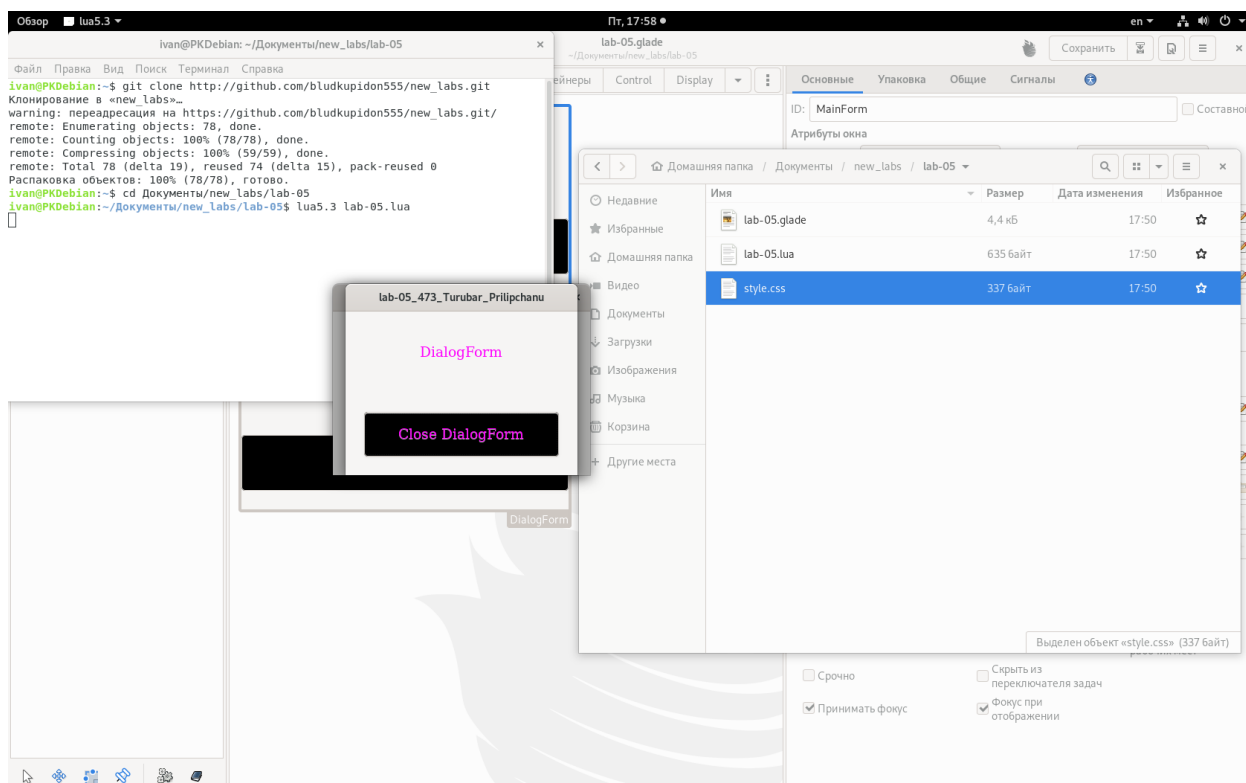 Обзор lua5.3 Пт, 17:58 en
ivan@PKDebian: ~/Документы/new_labs/lab-05
Файл Правка Вид Поиск Терминал Справка
ivan@PKDebian:~$ git clone http://github.com/bludkupidon555/new_labs.git
Клонирование в «new_labs»…
warning: переадресация на https://github.com/bludkupidon555/new_labs.git/
remote: Enumerating objects: 78, done.
remote: Counting objects: 100% (78/78), done.
remote: Compressing objects: 100% (59/59), done.
remote: Total 78 (delta 19), reused 74 (delta 15), pack-reused 0
Распаковка объектов: 100% (78/78), готово.
ivan@PKDebian:~$ cd Документы/new_labs/lab-05
ivan@PKDebian:~/Документы/new_labs/lab-05$ lua5.3 lab-05.lua
lab-05.glade
~/Документы/new_labs/lab-05
Сохранить
Control Display
Основные Упаковка Общие Сигналы
ID: MainForm Составной
Атрибуты окна
Домашняя папка / Документы / new_labs / lab-05
Недавние
Избранные
Домашняя папка
Видео
Документы
Загрузки
Изображения
Музыка
Корзина
Другие места
Имя Размер Дата изменения Избранное
lab-05.glade 4,4 кБ 17:50
lab-05.lua 635 байт 17:50
style.css 337 байт 17:50
Выделен объект «style.css» (337 байт)
lab-05_473_Turubar_Prilipchanu
DialogForm
Close DialogForm
DialogForm
Срочно
Скрыть из
переключателя задач
Принимать фокус
Фокус при
отображении